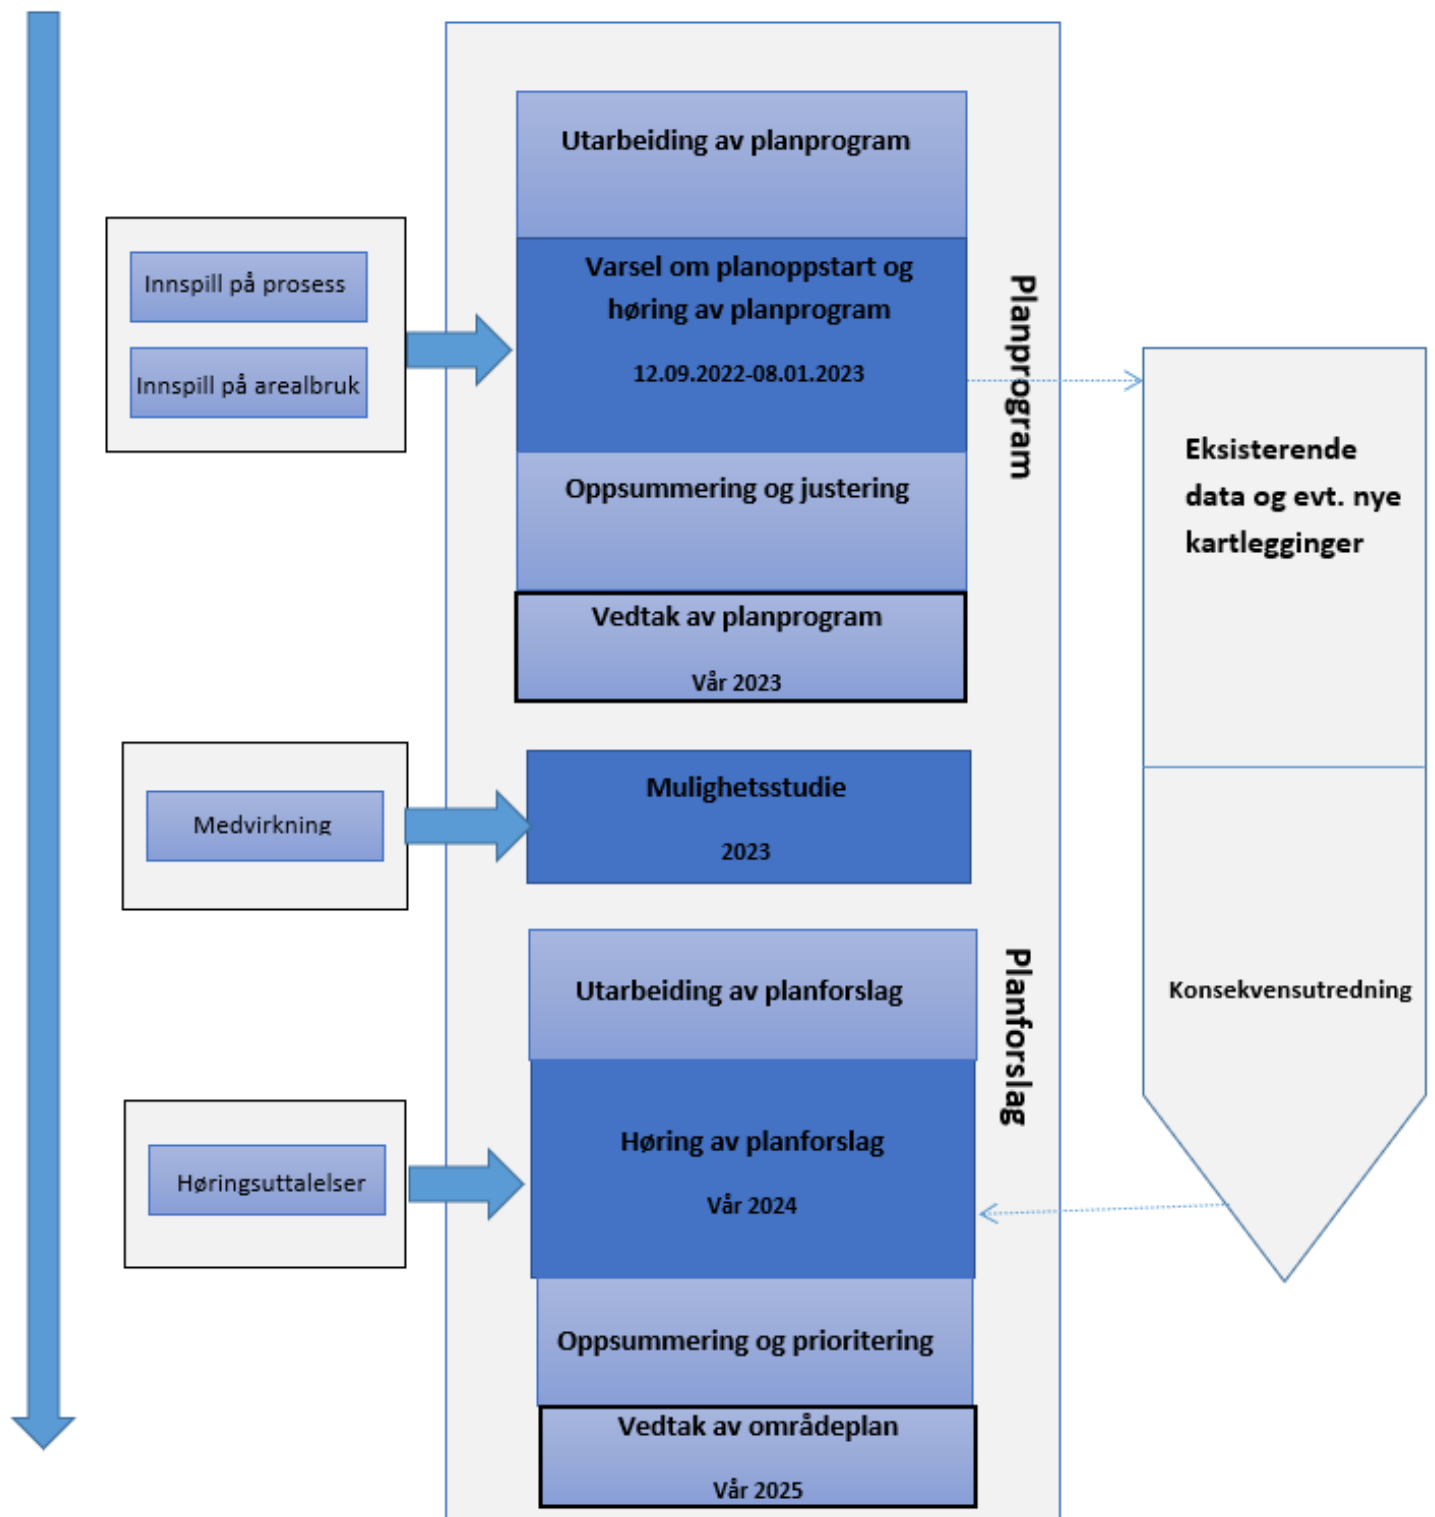 Utarbeiding av planprogram
Innspill på prosess
Innspill på arealbruk
Varsel om planoppstart og
høring av planprogram
12.09.2022-08.01.2023
Planprogram
Eksisterende
data og evt. nye
kartlegginger
Oppsummering og justering
Vedtak av planprogram
Vår 2023
Medvirkning
Mulighetsstudie
2023
Utarbeiding av planforslag
Planforslag
Konsekvensutredning
Høringsuttalelser
Høring av planforslag
Vår 2024
Oppsummering og prioritering
Vedtak av områdeplan
Vår 2025